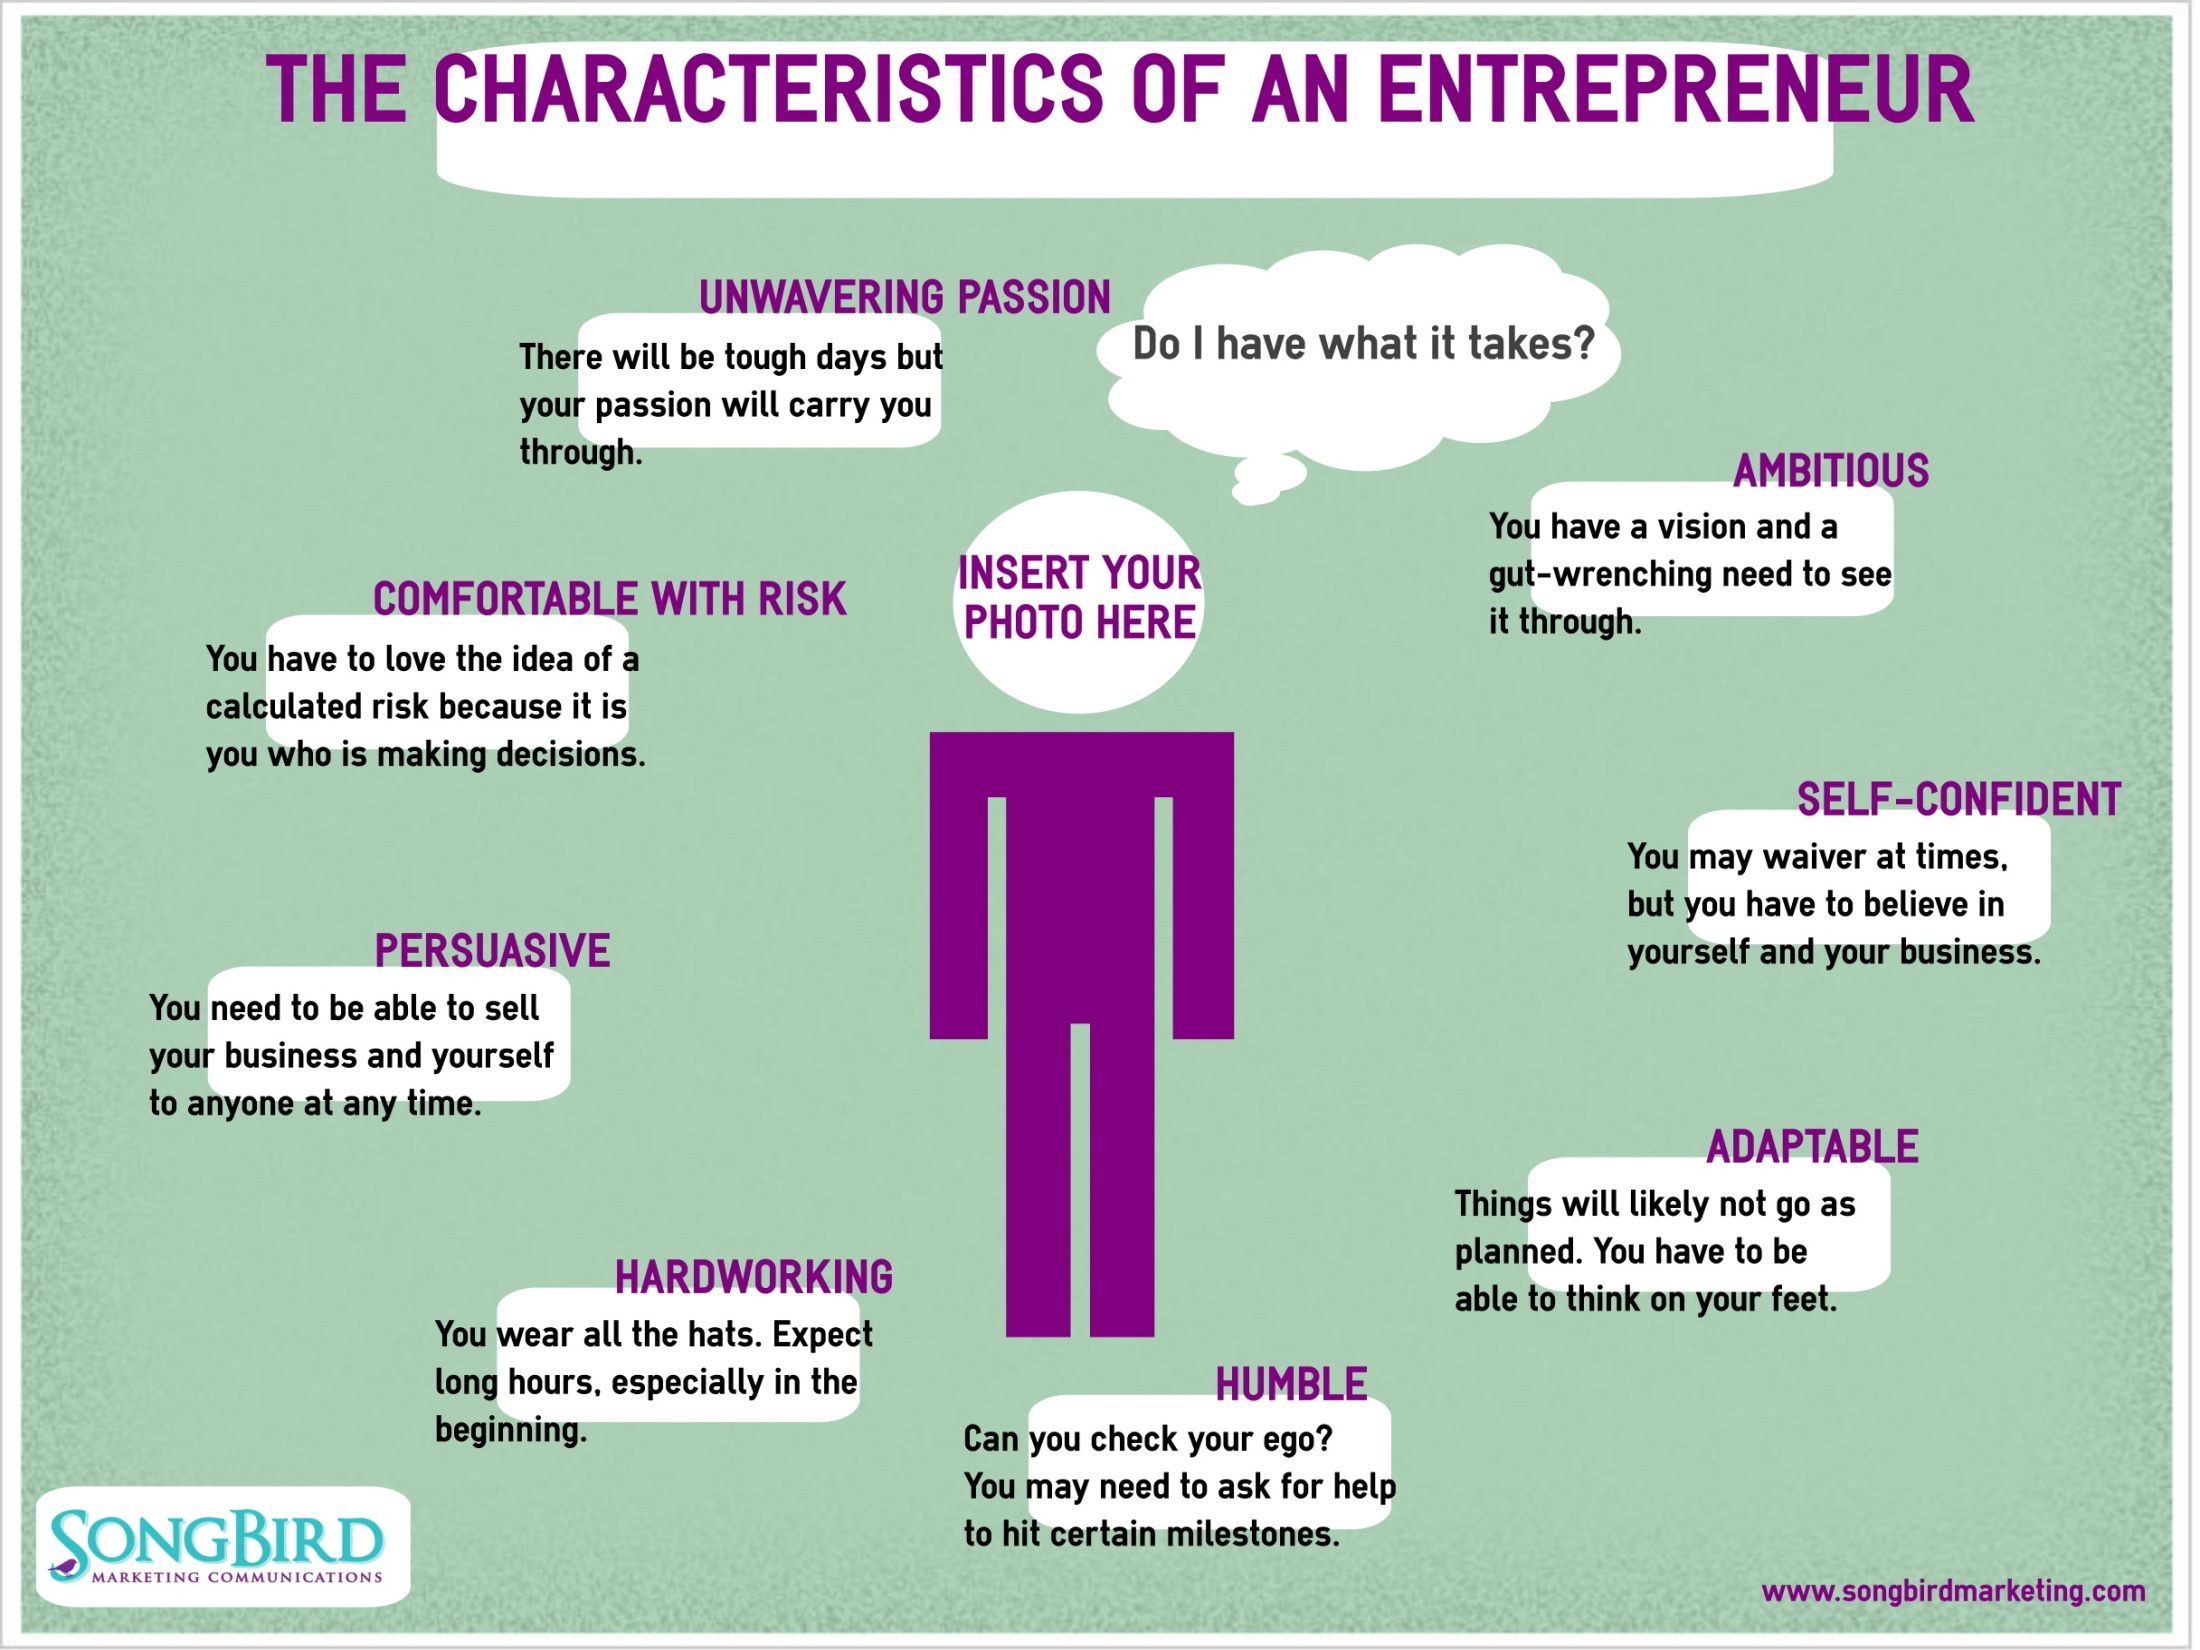 THE CHARACTERISTICS OF AN ENTREPRENEUR
UNWAVERING PASSION
There will be tough days but
your passion will carry you
through.
Do I have what it takes?
AMBITIOUS
You have a vision and a
gut-wrenching need to see
it through.
INSERT YOUR
PHOTO HERE
COMFORTABLE WITH RISK
You have to love the idea of a
calculated risk because it is
you who is making decisions.
SELF-CONFIDENT
You may waiver at times,
but you have to believe in
yourself and your business.
PERSUASIVE
You need to be able to sell
your business and yourself
to anyone at any time.
ADAPTABLE
Things will likely not go as
planned. You have to be
able to think on your feet.
HARDWORKING
You wear all the hats. Expect
long hours, especially in the
beginning.
HUMBLE
Can you check your ego?
You may need to ask for help
to hit certain milestones.
SONGBIRD
MARKETING COMMUNICATIONS
www.songbirdmarketing.com